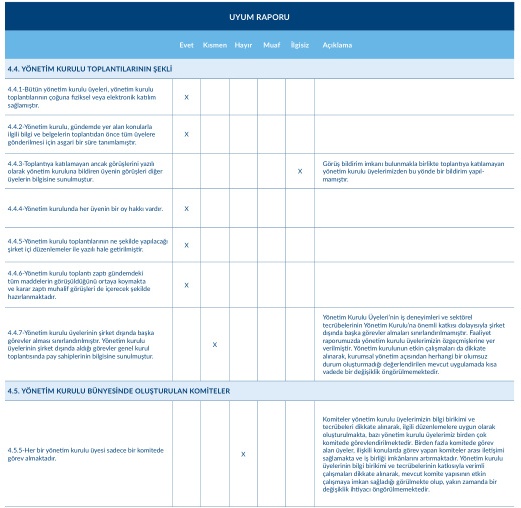 UYUM RAPORU
Evet Kısmen Hayır Muaf İlgisiz Açıklama
4.4. YÖNETİM KURULU TOPLANTILARININ ŞEKLİ
4.4.1-Bütün yönetim kurulu üyeleri, yönetim kurulu
toplantılarının çoğuna fiziksel veya elektronik katılım
sağlamıştır.
X
4.4.2-Yönetim kurulu, gündemde yer alan konularla
ilgili bilgi ve belgelerin toplantıdan önce tüm üyelere
gönderilmesi için asgari bir süre tanımlamıştır.
X
4.4.3-Toplantıya katılamayan ancak görüşlerini yazılı
olarak yönetim kuruluna bildiren üyenin görüşleri diğer
üyelerin bilgisine sunulmuştur.
X
Görüş bildirim imkanı bulunmakla birlikte toplantıya katılamayan
yönetim kurulu üyelerimizden bu yönde bir bildirim yapıl-
mamıştır.
4.4.4-Yönetim kurulunda her üyenin bir oy hakkı vardır.
X
4.4.5-Yönetim kurulu toplantılarının ne şekilde yapılacağı
şirket içi düzenlemeler ile yazılı hale getirilmiştir.
X
4.4.6-Yönetim kurulu toplantı zaptı gündemdeki
tüm maddelerin görüşüldüğünü ortaya koymakta
ve karar zaptı muhalif görüşleri de içerecek şekilde
hazırlanmaktadır.
X
4.4.7-Yönetim kurulu üyelerinin şirket dışında başka
görevler alması sınırlandırılmıştır. Yönetim kurulu
üyelerinin şirket dışında aldığı görevler genel kurul
toplantısında pay sahiplerinin bilgisine sunulmuştur.
X
Yönetim Kurulu Üyeleri'nin iş deneyimleri ve sektörel
tecrübelerinin Yönetim Kurulu'na önemli katkısı dolayısıyla şirket
dışında başka görevler almaları sınırlandırılmamıştır. Faaliyet
raporumuzda yönetim kurulu üyelerimizin özgeçmişlerine yer
verilmiştir. Yönetim kurulunun etkin çalışmaları da dikkate
alınarak, kurumsal yönetim açısından herhangi bir olumsuz
durum oluşturmadığı değerlendirilen mevcut uygulamada kısa
vadede bir değişiklik öngörülmemektedir.
4.5. YÖNETİM KURULU BÜNYESİNDE OLUŞTURULAN KOMİTELER
4.5.5-Her bir yönetim kurulu üyesi sadece bir komitede
görev almaktadır.
X
Komiteler yönetim kurulu üyelerimizin bilgi birikimi ve
tecrübeleri dikkate alınarak, ilgili düzenlemelere uygun olarak
oluşturulmakta, bazı yönetim kurulu üyelerimiz birden çok
komitede görevlendirilmektedir. Birden fazla komitede görev
alan üyeler, ilişkili konularda görev yapan komiteler arası iletişimi
sağlamakta ve iş birliği imkânlarını artırmaktadır. Yönetim kurulu
üyelerinin bilgi birikimi ve tecrübelerinin katkısıyla verimli
çalışmaları dikkate alınarak, mevcut komite yapısının etkin
çalışmaya imkan sağladığı görülmekte olup, yakın zamanda bir
değişiklik ihtiyacı öngörülmemektedir.